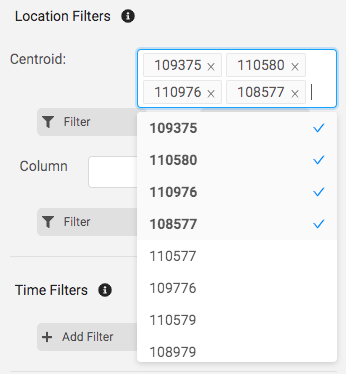 Location Filters
Centroid:
109375 × 110580 ×
110976 × 108577 ×
Filter
109375
110580
Column
110976
108577
Filter
110577
109776
Time Filters
110579
Add Filter
108979